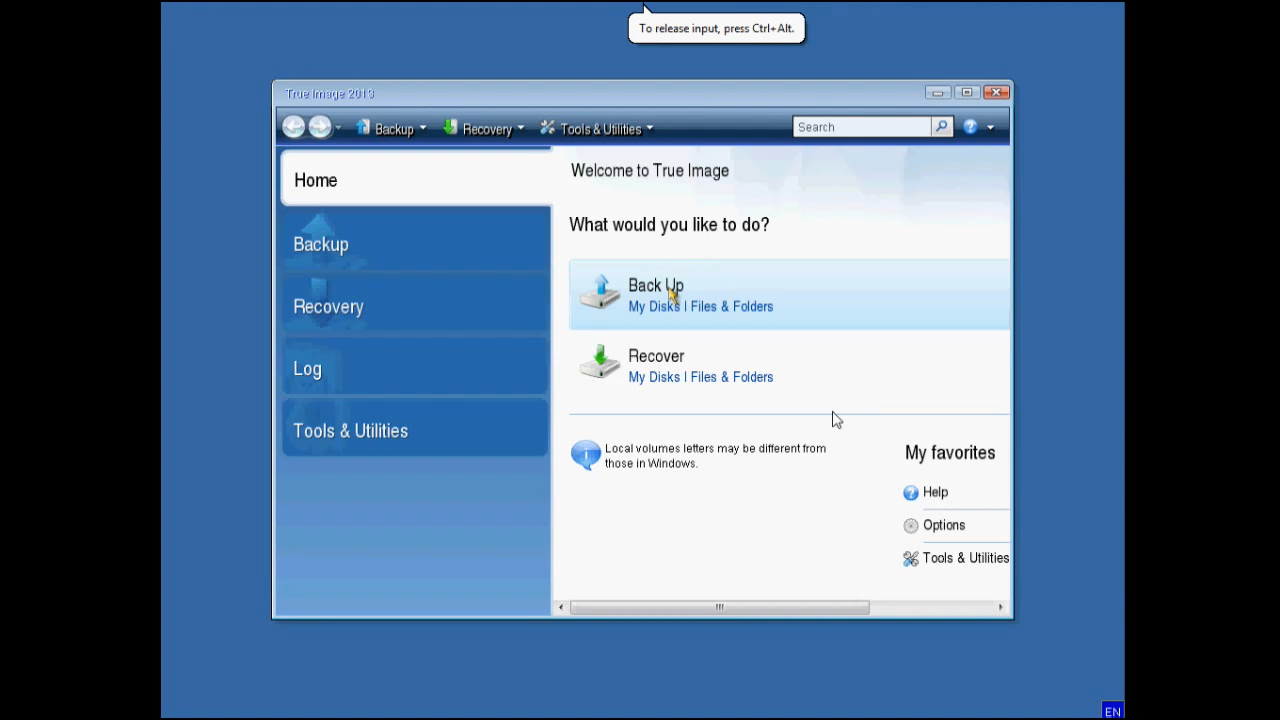 To release input, press Ctrl+Alt.
True Image 2013
Backup Recovery Tools & Utilities Search
Home
Backup
Recovery
Log
Tools & Utilities
Welcome to True Image
What would you like to do?
Back Up
My Disks | Files & Folders
Recover
My Disks | Files & Folders
Local volumes letters may be different from
those in Windows.
My favorites
Help
Options
Tools & Utilities
EN